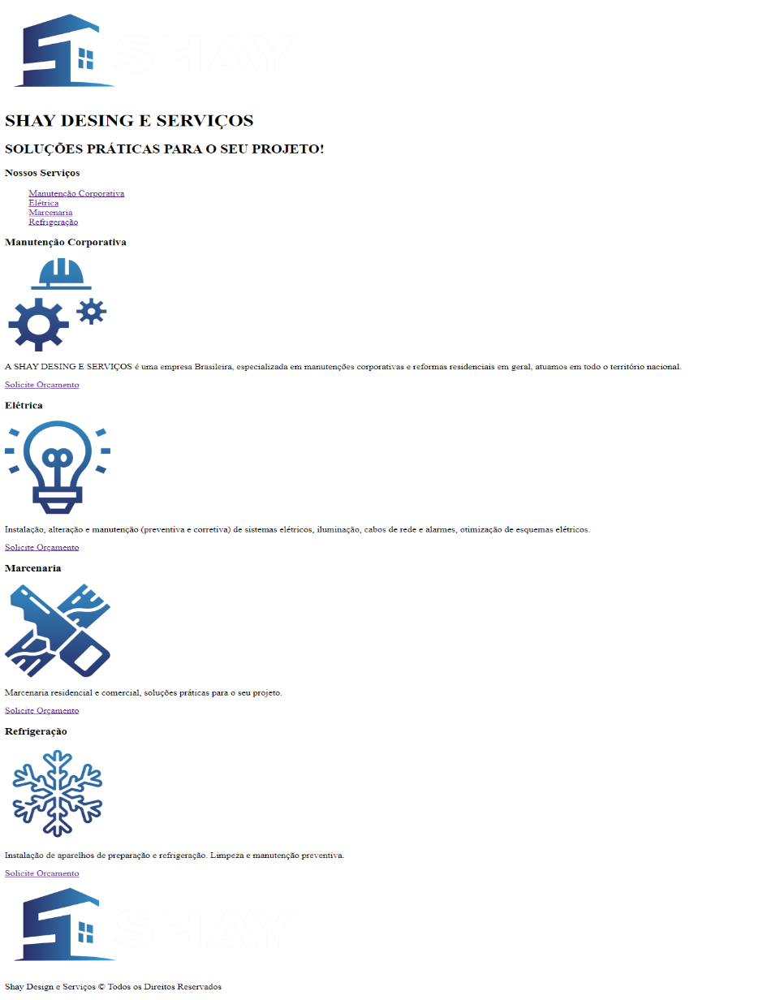 SHAY
SHAY DESING E SERVIÇOS
SOLUÇÕES PRÁTICAS PARA O SEU PROJETO!
Nossos Serviços
Manutenção Corporativa
Elétrica
Marcenaria
Refrigeração
Manutenção Corporativa
A SHAY DESING E SERVIÇOS é uma empresa Brasileira, especializada em manutenções corporativas e reformas residenciais em geral, atuamos em todo o território nacional.
Solicite Orçamento
Elétrica
Instalação, alteração e manutenção (preventiva e corretiva) de sistemas elétricos, iluminação, cabos de rede e alarmes, otimização de esquemas elétricos.
Solicite Orçamento
Marcenaria
Marcenaria residencial e comercial, soluções práticas para o seu projeto.
Solicite Orçamento
Refrigeração
Instalação de aparelhos de preparação e refrigeração. Limpeza e manutenção preventiva.
Solicite Orçamento
SHAY
Shay Design e Serviços © Todos os Direitos Reservados